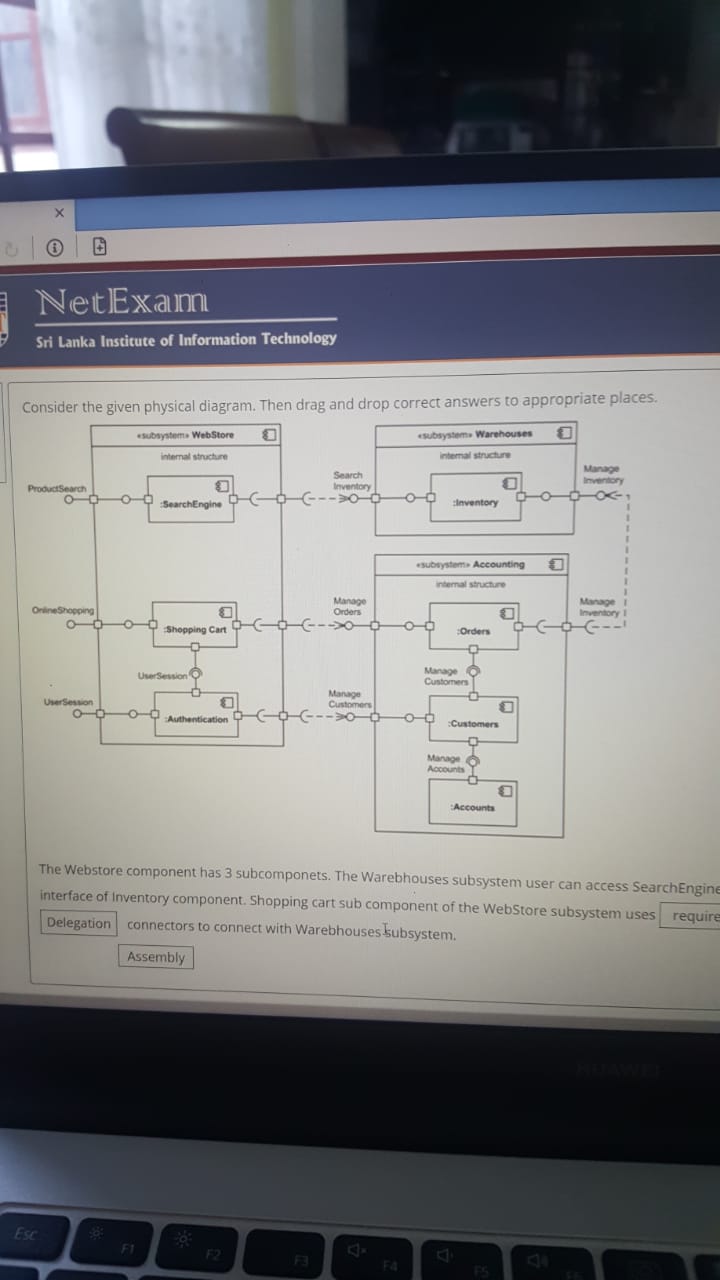 NetExam
Sri Lanka Institute of Information Technology
Consider the given physical diagram. Then drag and drop correct answers to appropriate places.
«subsystem» WebStore
internal structure
ProductSearch
:SearchEngine
OnlineShopping
:Shopping Cart
UserSession
UserSession
:Authentication
Search
Inventory
Manage
Orders
Manage
Customers
«subsystem» Warehouses
internal structure
:Inventory
Manage
Inventory
«subsystem» Accounting
internal structure
:Orders
Manage
Inventory
Manage
Customers
:Customers
Manage
Accounts
:Accounts
The Webstore component has 3 subcomponets. The Warebhouses subsystem user can access SearchEngine
interface of Inventory component. Shopping cart sub component of the WebStore subsystem uses require
Delegation connectors to connect with Warebhouses subsystem.
Assembly
HUAWEI
Esc
F1
F2
F3
F4
F5